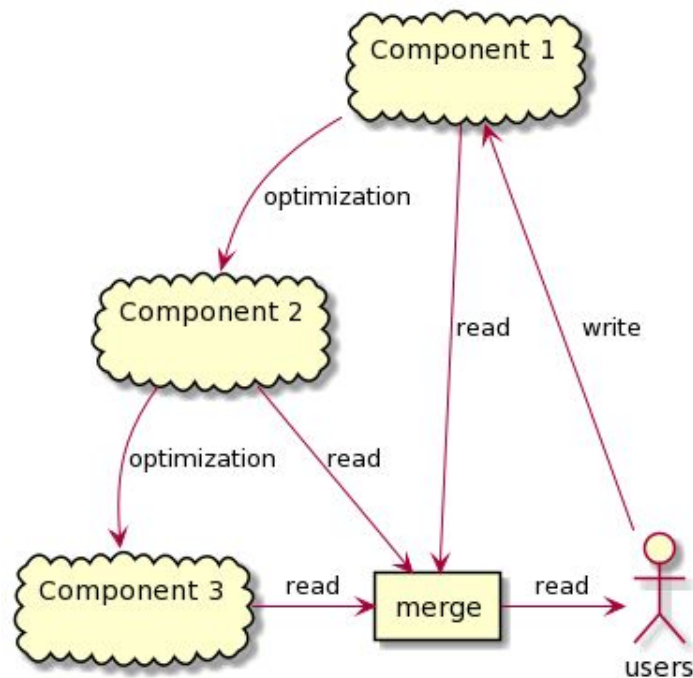 Component 1
optimization
Component 2
read
write
optimization
read
Component 3
read
merge
read
users